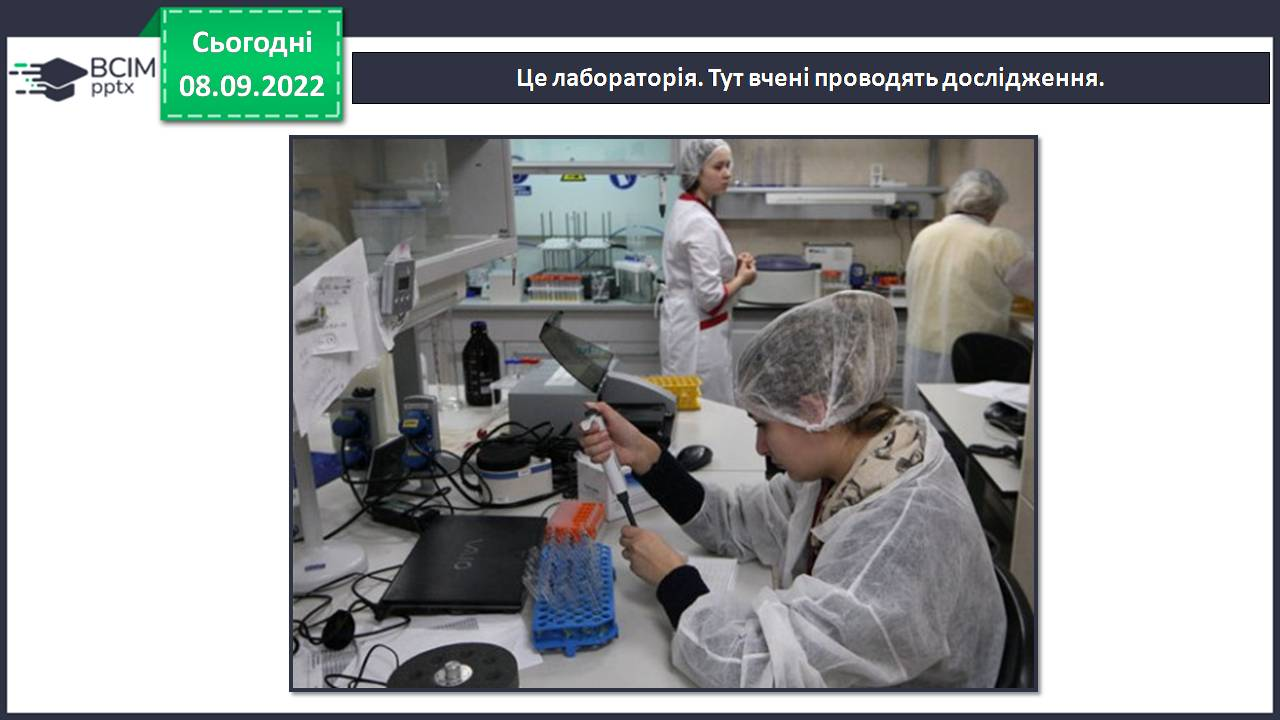 Сьогодні
08.09.2022
ВСІМ
pptx
Це лабораторія. Тут вчені проводять дослідження.
VAIO